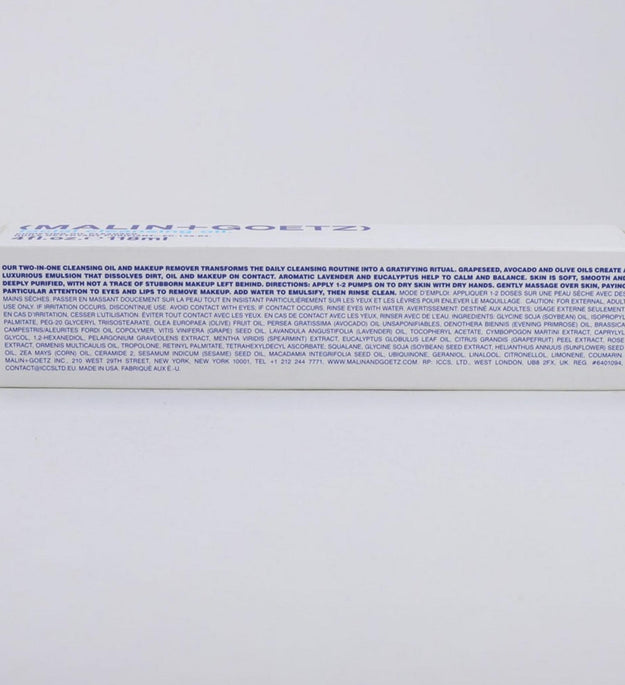 (MALIN+GOETZ)
4fl.oz.℮ 118ml
OUR TWO-IN-ONE CLEANSING OIL AND MAKEUP REMOVER TRANSFORMS THE DAILY CLEANSING ROUTINE INTO A GRATIFYING RITUAL. GRAPESEED, AVOCADO AND OLIVE OILS CREATE A
LUXURIOUS EMULSION THAT DISSOLVES DIRT, OIL AND MAKEUP ON CONTACT. AROMATIC LAVENDER AND EUCALYPTUS HELP TO CALM AND BALANCE. SKIN IS SOFT, SMOOTH AND
DEEPLY PURIFIED, WITH NOT A TRACE OF STUBBORN MAKEUP LEFT BEHIND. DIRECTIONS: APPLY 1-2 PUMPS ON TO DRY SKIN WITH DRY HANDS. GENTLY MASSAGE OVER SKIN, PAYING
PARTICULAR ATTENTION TO EYES AND LIPS TO REMOVE MAKEUP. ADD WATER TO EMULSIFY, THEN RINSE CLEAN. MODE D'EMPLOI: APPLIQUER 1-2 DOSES SUR UNE PEAU SÈCHE AVEC DES
MAINS SÈCHES. PASSER EN MASSANT DOUCEMENT SUR LA PEAU TOUT EN INSISTANT PARTICULIÈREMENT SUR LES YEUX ET LES LÈVRES POUR ENLEVER LE MAQUILLAGE. CAUTION: FOR EXTERNAL, ADULT
USE ONLY. IF IRRITATION OCCURS, DISCONTINUE USE. AVOID CONTACT WITH EYES; IF CONTACT OCCURS, RINSE EYES WITH WATER. AVERTISSEMENT: DESTINÉ AUX ADULTES: USAGE EXTERNE SEULEMENT.
EN CAS D'IRRITATION, CESSER L'UTILISATION. ÉVITER TOUT CONTACT AVEC LES YEUX. EN CAS DE CONTACT AVEC LES YEUX, RINSER AVEC DE L'EAU. INGREDIENTS: GLYCINE SOJA (SOYBEAN) OIL, ISOPROPYL
PALMITATE, PEG-20 GLYCERYL TRIISOSTEARATE, OLEA EUROPAEA (OLIVE) FRUIT OIL, PERSEA GRATISSIMA (AVOCADO) OIL UNSAPONIFIABLES, OENOTHERA BIENNIS (EVENING PRIMROSE) OIL, BRASSICA
CAMPESTRIS/ALEURITES FORDI OIL COPOLYMER, VITIS VINIFERA (GRAPE) SEED OIL, LAVANDULA ANGUSTIFOLIA (LAVENDER) OIL, TOCOPHERYL ACETATE, CYMBOPOGON MARTINI EXTRACT, CAPRYLYL
GLYCOL, 1,2-HEXANEDIOL, PELARGONIUM GRAVEOLENS EXTRACT, MENTHA VIRIDIS (SPEARMINT) EXTRACT, EUCALYPTUS GLOBULUS LEAF OIL, CITRUS GRANDIS (GRAPEFRUIT) PEEL EXTRACT, ROSE
EXTRACT, ORMENIS MULTICAULIS OIL, TROPOLONE, RETINYL PALMITATE, TETRAHEXYLDECYL ASCORBATE, SQUALANE, GLYCINE SOJA (SOYBEAN) SEED EXTRACT, HELIANTHUS ANNUUS (SUNFLOWER) SEED
OIL, ZEA MAYS (CORN) OIL, CERAMIDE 2, SESAMUM INDICUM (SESAME) SEED OIL, MACADAMIA INTEGRIFOLIA SEED OIL, UBIQUINONE, GERANIOL, LINALOOL, CITRONELLOL, LIMONENE, COUMARIN.
MALIN+GOETZ INC., 210 WEST 29TH STREET, NEW YORK, NEW YORK 10001, TEL +1 212 244 7771. WWW.MALINANDGOETZ.COM. RP: ICCS, LTD., WEST LONDON, UB8 2FX, UK. REG. #6401094.
CONTACT@ICCSLTD.EU. MADE IN USA. FABRIQUÉ AUX É.-U.